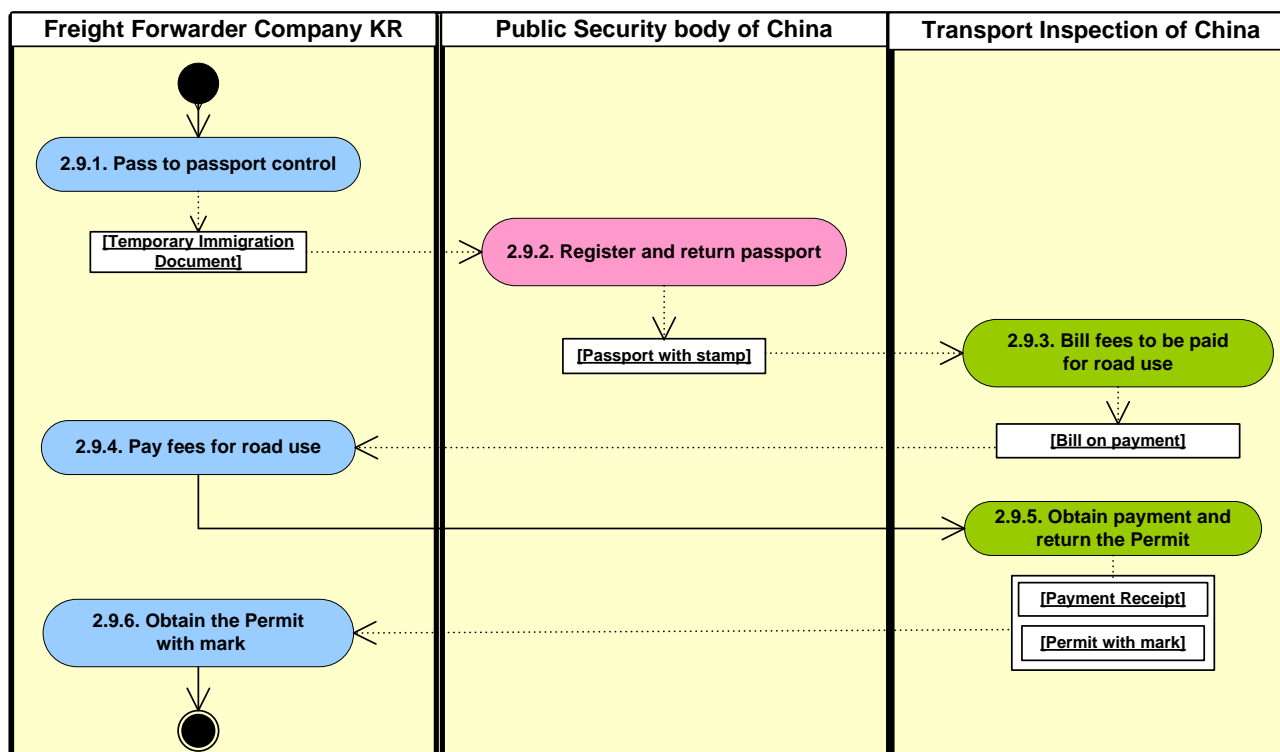 Freight Forwarder Company KR
Public Security body of China
Transport Inspection of China
2.9.1. Pass to passport control
[Temporary Immigration
Document]
2.9.2. Register and return passport
[Passport with stamp]
2.9.3. Bill fees to be paid
for road use
[Bill on payment]
2.9.4. Pay fees for road use
2.9.5. Obtain payment and
return the Permit
[Payment Receipt]
[Permit with mark]
2.9.6. Obtain the Permit
with mark